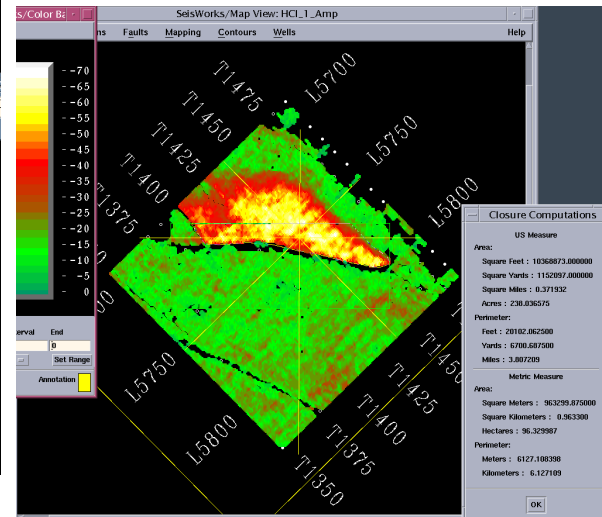 s/Color Ba
SeisWorks/Map View: HCI_1_Amp
ns Faults Mapping Contours Wells Help
--70
-65
-60
-55
-50
-45
-40
-35
-30
-25
-20
-15
-10
-5
- 0
T1475
T1450
T1425
T1400
T1375
L5700
L5750
L5800
L5750
L5800
T1425
T1400
T1375
T1350
terval End
0
Set Range
Annotation
Closure Computations
US Measure
Area:
Square Feet : 10368873.000000
Square Yards : 1152097.000000
Square Miles : 0.371932
Acres : 238.036575
Perimeter:
Feet : 20102.062500
Yards : 6700.687500
Miles : 3.807209
Metric Measure
Area:
Square Meters : 963299.875000
Square Kilometers : 0.963300
Hectares : 96.329987
Perimeter:
Meters : 6127.108398
Kilometers : 6.127109
OK